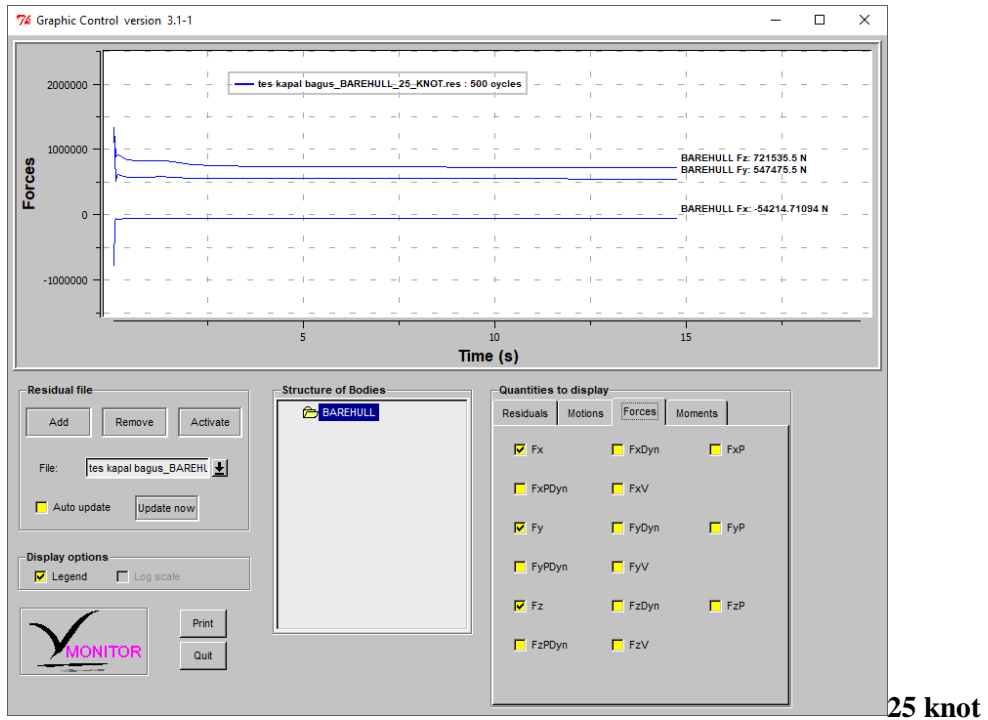 Graphic Control version 3.1-1
2000000
tes kapal bagus_BAREHULL_25_KNOT.res : 500 cycles
1000000
BAREHULL Fz: 721535.5 N
BAREHULL Fy: 547475.5 N
Forces
0
BAREHULL Fx: -54214.71094 N
-1000000
5 10 15
Time (s)
Residual file
Add Remove Activate
File: tes kapal bagus_BAREHU
Auto update Update now
Display options
Legend Log scale
MONITOR
Print
Quit
Structure of Bodies
BAREHULL
Quantities to display
Residuals Motions Forces Moments
Fx FxDyn FxP
FxPDyn FxV
Fy FyDyn FyP
FyPDyn FyV
Fz FzDyn FzP
FzPDyn FzV
25 knot